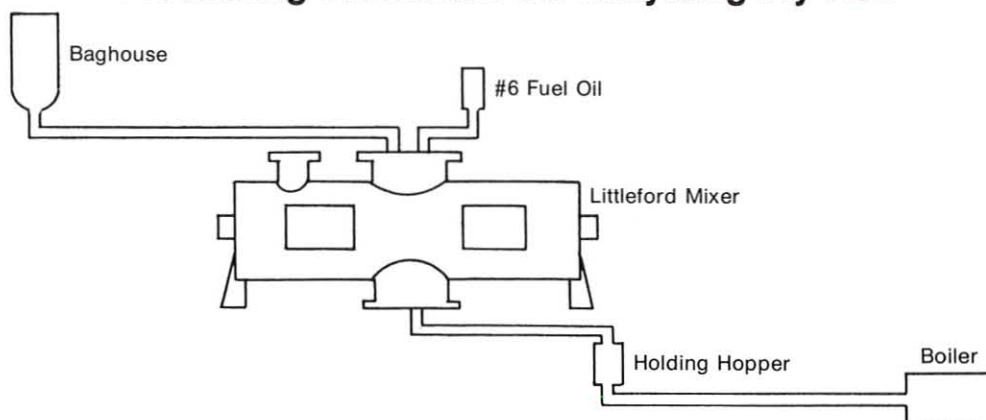 Baghouse
#6 Fuel Oil
Littleford Mixer
Holding Hopper
Boiler